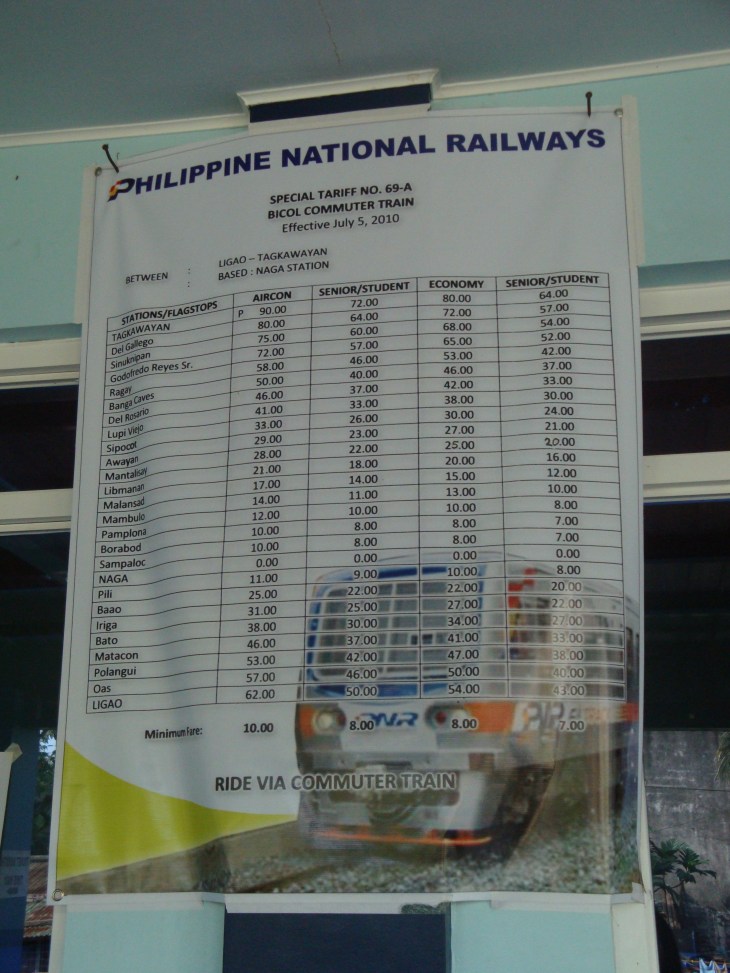 PHILIPPINE NATIONAL RAILWAYS
SPECIAL TARIFF NO. 69-A
BICOL COMMUTER TRAIN
Effective July 5, 2010
BETWEEN : LIGAO – TAGKAWAYAN
: BASED : NAGA STATION
STATIONS/FLAGSTOPS AIRCON SENIOR/STUDENT ECONOMY SENIOR/STUDENT
TAGKAWAYAN P 90.00 72.00 80.00 64.00
Del Gallego 80.00 64.00 72.00 57.00
Sinuknipan 75.00 60.00 68.00 54.00
Godofredo Reyes Sr. 72.00 57.00 65.00 52.00
Ragay 58.00 46.00 53.00 42.00
Banga Caves 50.00 40.00 46.00 37.00
Del Rosario 46.00 37.00 42.00 33.00
Lupi Viejo 41.00 33.00 38.00 30.00
Sipocot 33.00 26.00 30.00 24.00
Awayan 29.00 23.00 27.00 21.00
Mantalisay 28.00 22.00 25.00 20.00
Libmanan 21.00 18.00 20.00 16.00
Malansad 17.00 14.00 15.00 12.00
Mambulo 14.00 11.00 13.00 10.00
Pamplona 12.00 10.00 10.00 8.00
Borabod 10.00 8.00 8.00 7.00
Sampaloc 10.00 8.00 8.00 7.00
NAGA 0.00 0.00 0.00 0.00
Pili 11.00 9.00 10.00 8.00
Baao 25.00 22.00 22.00 20.00
Iriga 31.00 25.00 27.00 22.00
Bato 38.00 30.00 34.00 27.00
Matacon 46.00 37.00 41.00 33.00
Polangui 53.00 42.00 47.00 38.00
Oas 57.00 46.00 50.00 40.00
LIGAO 62.00 50.00 54.00 43.00
Minimum Fare: 10.00 8.00 8.00 7.00
PNR
RIDE VIA COMMUTER TRAIN